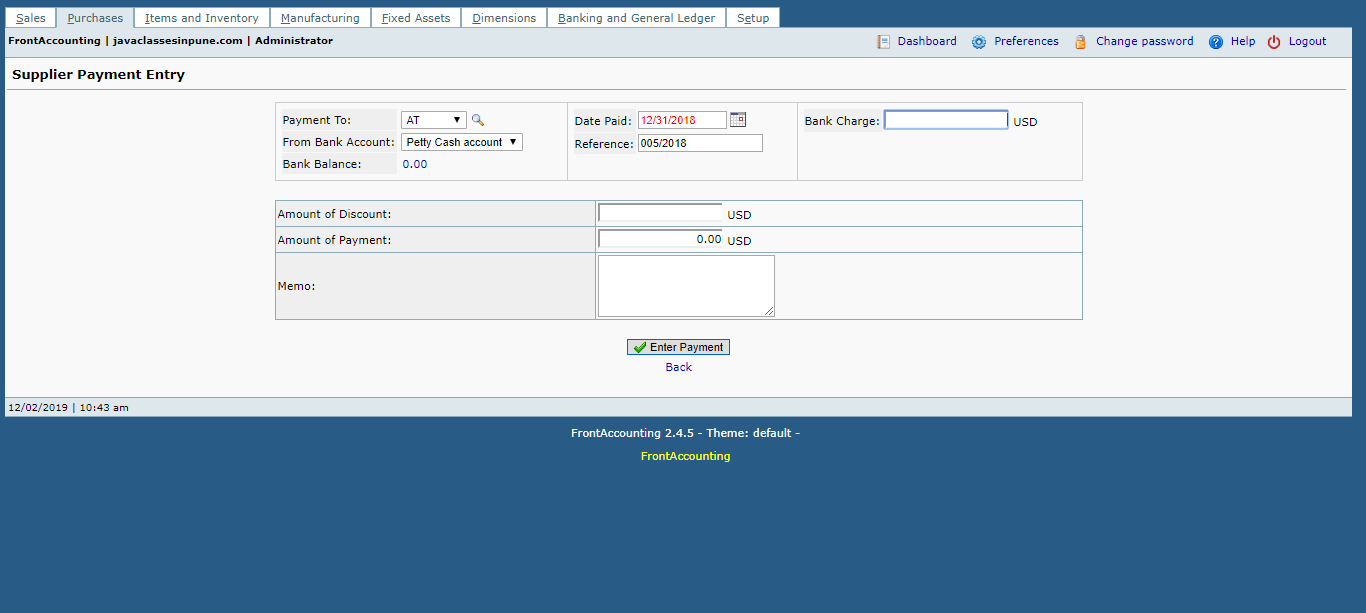 Sales Purchases Items and Inventory Manufacturing Fixed Assets Dimensions Banking and General Ledger Setup
FrontAccounting | javaclassesinpune.com | Administrator Dashboard Preferences Change password Help Logout
Supplier Payment Entry
Payment To: AT Date Paid: 12/31/2018 Bank Charge: USD
From Bank Account: Petty Cash account Reference: 005/2018
Bank Balance: 0.00
Amount of Discount: USD
Amount of Payment: 0.00 USD
Memo:
Enter Payment
Back
12/02/2019 | 10:43 am
FrontAccounting 2.4.5 - Theme: default -
FrontAccounting